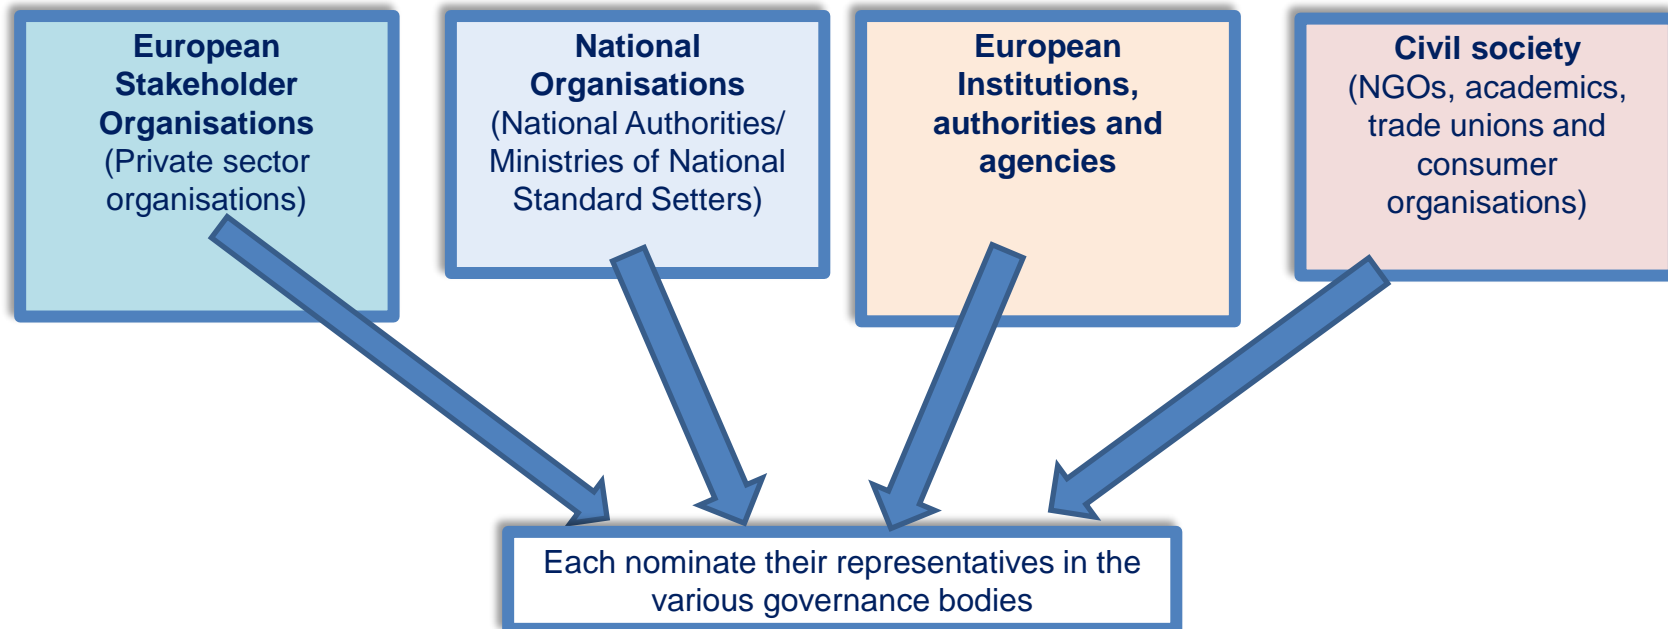 European
Stakeholder
Organisations
(Private sector
organisations)
National
Organisations
(National Authorities/
Ministries of National
Standard Setters)
European
Institutions,
authorities and
agencies
Civil society
(NGOs, academics,
trade unions and
consumer
organisations)
Each nominate their representatives in the
various governance bodies